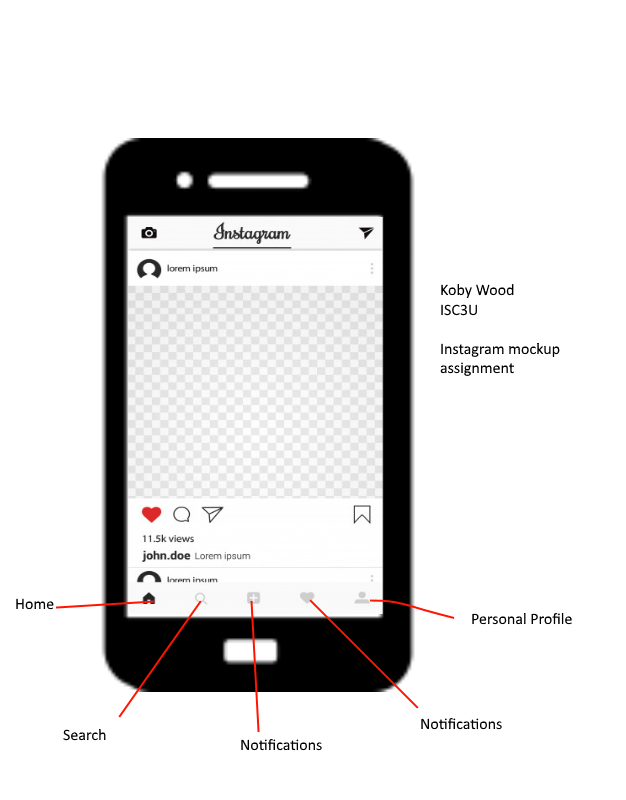 Instagram
lorem ipsum
Koby Wood
ISC3U
Instagram mockup
assignment
11.5k views
john.doe Lorem ipsum
lorem ipsum
Home
Personal Profile
Search
Notifications
Notifications